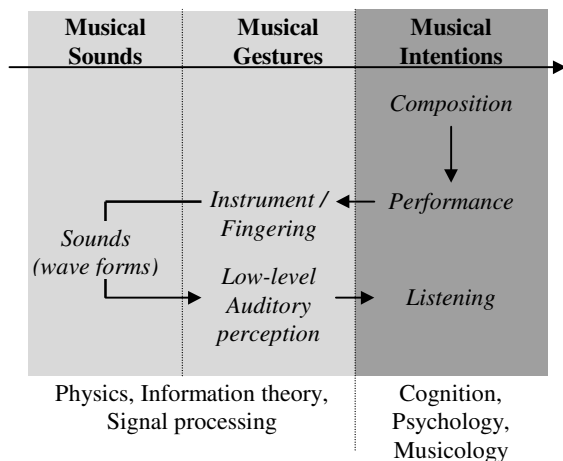 Musical
Sounds
Musical
Gestures
Musical
Intentions
Composition
Instrument /
Fingering
Performance
Sounds
(wave forms)
Low-level
Auditory
perception
Listening
Physics, Information theory,
Signal processing
Cognition,
Psychology,
Musicology